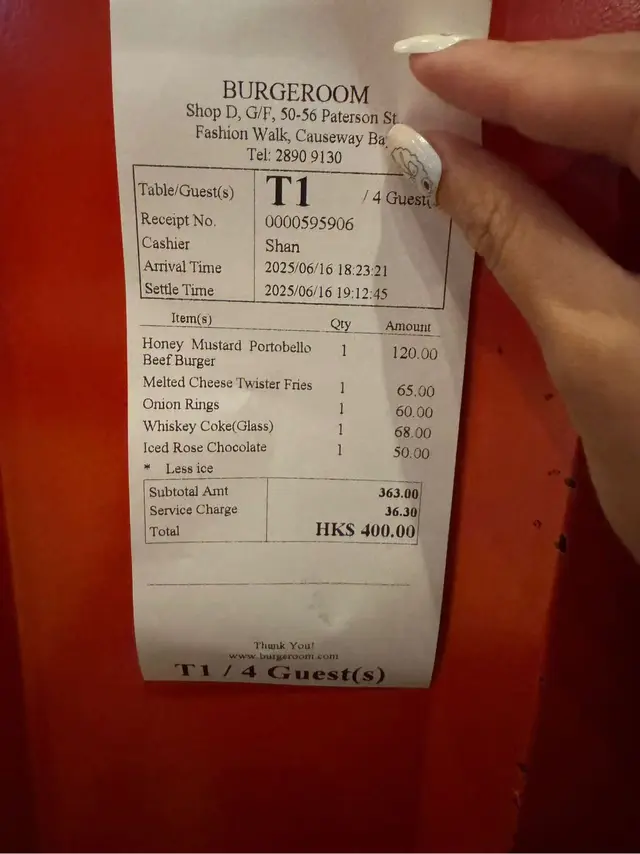 BURGEROOM
Shop D, G/F, 50-56 Paterson St.
Fashion Walk, Causeway Ba
Tel: 2890 9130
Table/Guest(s) T1 / 4 Guest(
Receipt No. 0000595906
Cashier Shan
Arrival Time 2025/06/16 18:23:21
Settle Time 2025/06/16 19:12:45
Item(s) Qty Amount
Honey Mustard Portobello 1 120.00
Beef Burger
Melted Cheese Twister Fries 1 65.00
Onion Rings 1 60.00
Whiskey Coke(Glass) 1 68.00
Iced Rose Chocolate 1 50.00
* Less ice
Subtotal Amt 363.00
Service Charge 36.30
Total HK$ 400.00
Thank You!
www.burgeroom.com
T1 / 4 Guest(s)